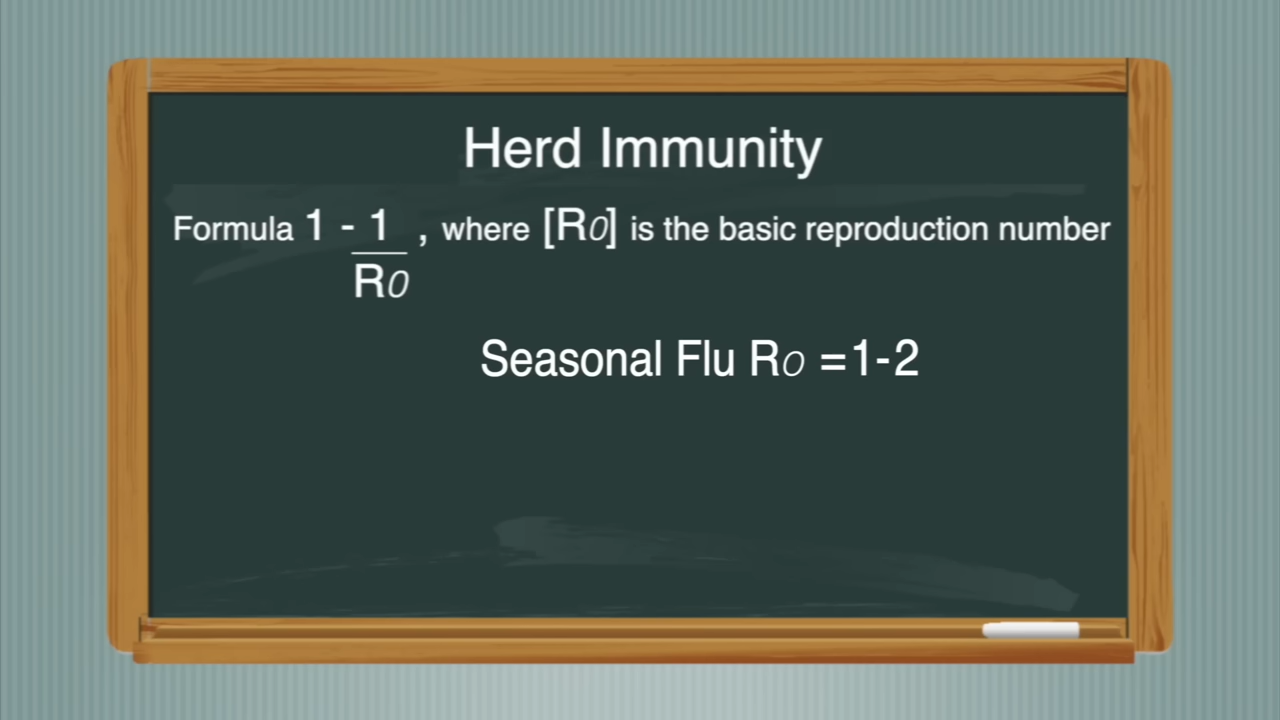 Herd Immunity
Formula 1 - 1 , where [R0] is the basic reproduction number
R0
Seasonal Flu R0 =1-2